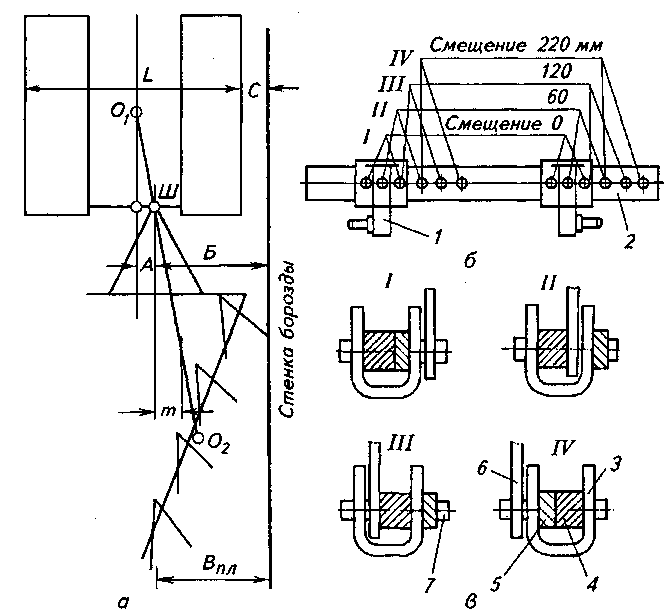 L
C
O₁
Ш
А
Б
Стенка борозды
m
O₂
Bпл
а
Смещение 220 мм
IV
III
120
II
60
I
Смещение 0
1
2
б
I
II
III
IV
6
3
7
5
4
в